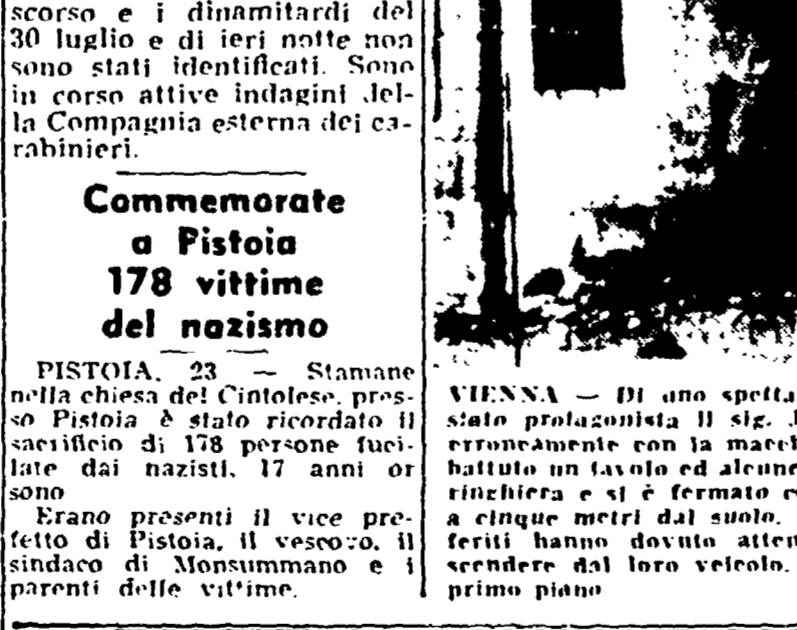 scorso e i dinamitardi del
30 luglio e di ieri notte non
sono stati identificati. Sono
in corso attive indagini del-
la Compagnia esterna dei ca-
rabinieri.
Commemorate
a Pistoia
178 vittime
del nazismo
PISTOIA, 23 — Stamane
nella chiesa del Cintolese, pres-
so Pistoia è stato ricordato il
sacrificio di 178 persone fuci-
late dai nazisti, 17 anni or
sono
Erano presenti il vice pre-
fetto di Pistoia, il vescovo, il
sindaco di Monsummano e i
parenti delle vittime.
VIENNA — Di uno spetta
stato protagonista il sig.
erroneamente con la macch
battuto un tavolo ed alcune
ringhiera e si è fermato
a cinque metri dal suolo.
feriti hanno dovuto atten
scendere dal loro veicolo.
primo piano